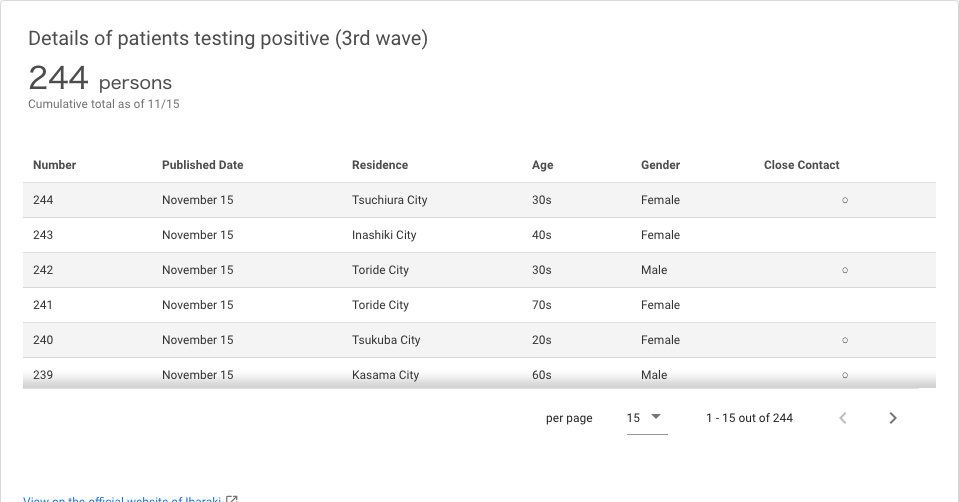 Details of patients testing positive (3rd wave)
244 persons
Cumulative total as of 11/15
Number Published Date Residence Age Gender Close Contact
244 November 15 Tsuchiura City 30s Female ○
243 November 15 Inashiki City 40s Female
242 November 15 Toride City 30s Male ○
241 November 15 Toride City 70s Female
240 November 15 Tsukuba City 20s Female ○
239 November 15 Kasama City 60s Male ○
per page 15 1 - 15 out of 244
View on the official website of Ibaraki